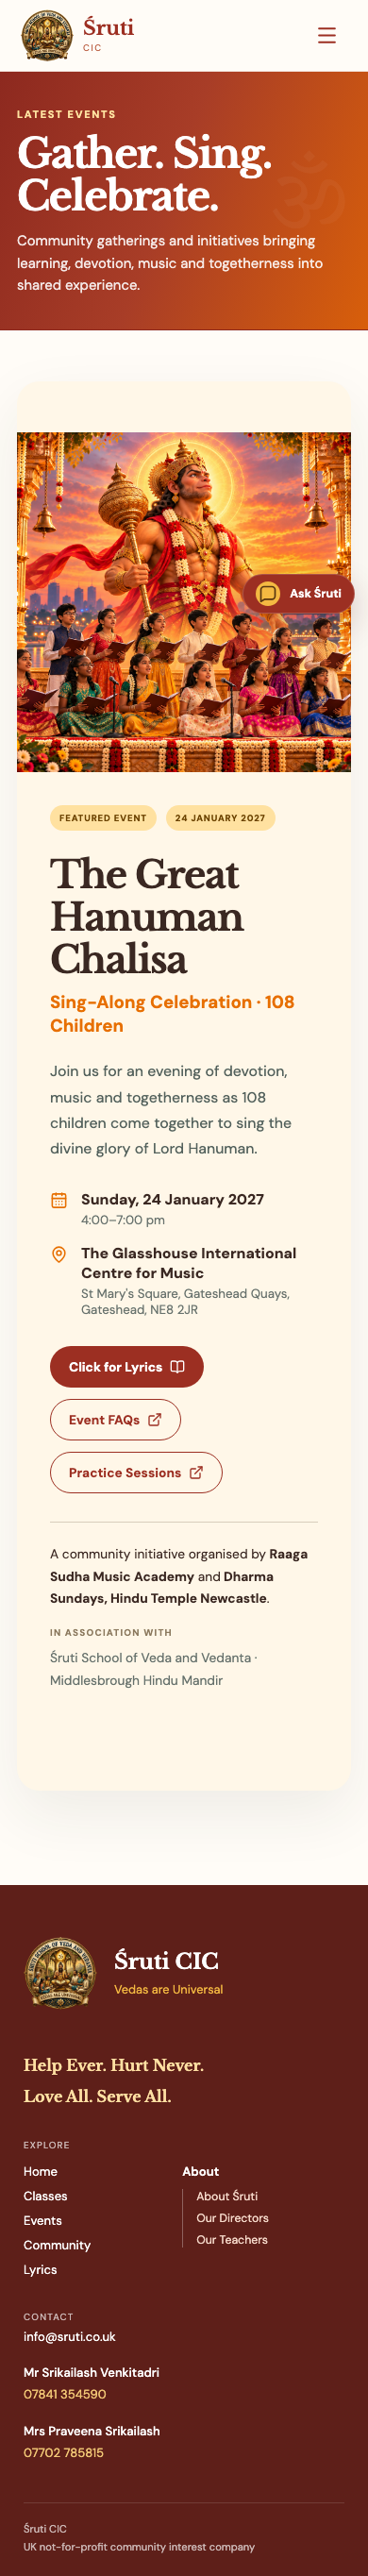 Śruti
CIC
LATEST EVENTS
Gather. Sing.
Celebrate.
ॐ
Community gatherings and initiatives bringing
learning, devotion, music and togetherness into
shared experience.
Ask Śruti
FEATURED EVENT
24 JANUARY 2027
The Great
Hanuman
Chalisa
Sing-Along Celebration · 108
Children
Join us for an evening of devotion,
music and togetherness as 108
children come together to sing the
divine glory of Lord Hanuman.
Sunday, 24 January 2027
4:00–7:00 pm
The Glasshouse International
Centre for Music
St Mary's Square, Gateshead Quays,
Gateshead, NE8 2JR
Click for Lyrics
Event FAQs
Practice Sessions
A community initiative organised by Raaga
Sudha Music Academy and Dharma
Sundays, Hindu Temple Newcastle.
IN ASSOCIATION WITH
Śruti School of Veda and Vedanta ·
Middlesbrough Hindu Mandir
Śruti CIC
Vedas are Universal
Help Ever. Hurt Never.
Love All. Serve All.
EXPLORE
Home
Classes
Events
Community
Lyrics
About
About Śruti
Our Directors
Our Teachers
CONTACT
info@sruti.co.uk
Mr Srikailash Venkitadri
07841 354590
Mrs Praveena Srikailash
07702 785815
Śruti CIC
UK not-for-profit community interest company